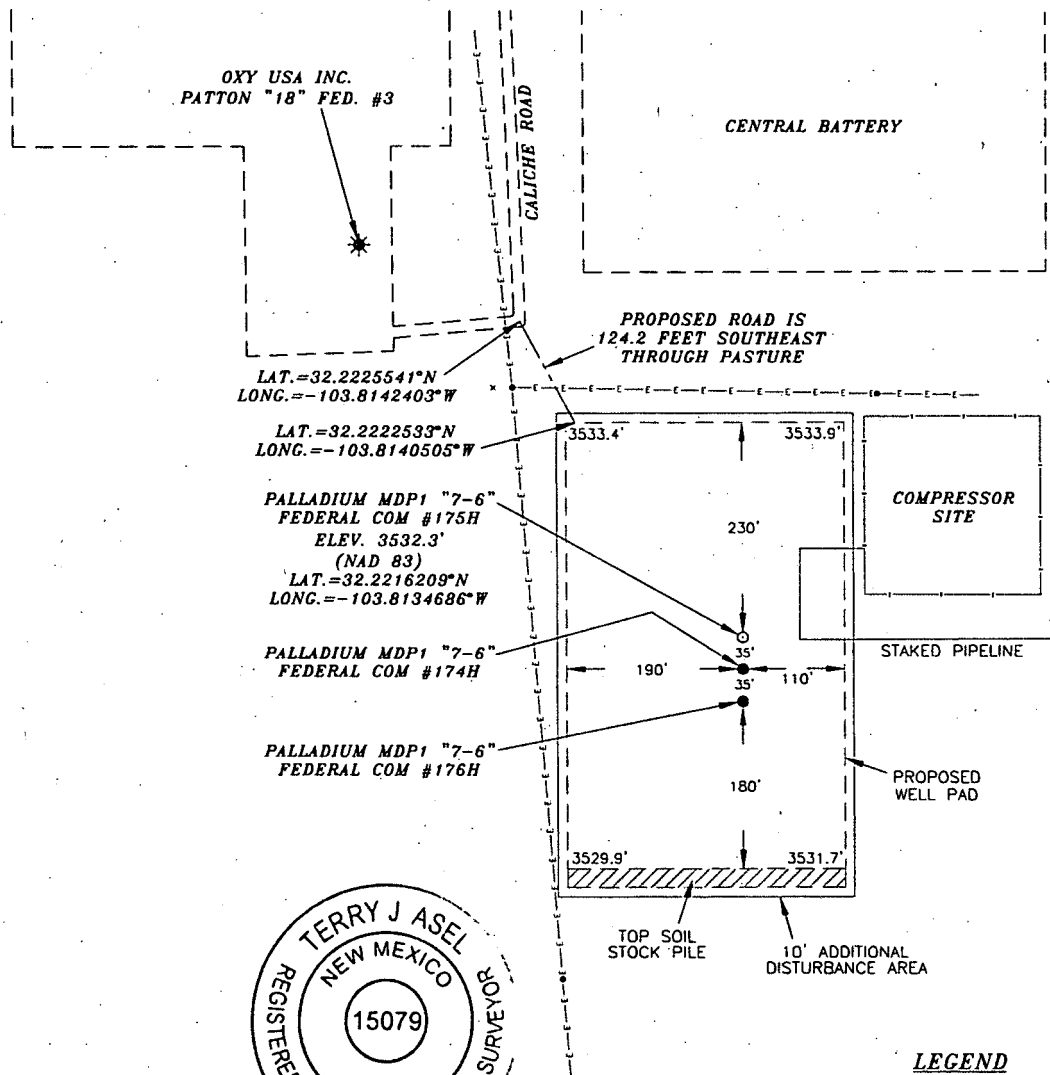 OXY USA INC.
PATTON "18" FED. #3
CALICHE ROAD
CENTRAL BATTERY
PROPOSED ROAD IS
124.2 FEET SOUTHEAST
THROUGH PASTURE
LAT.=32.2225541°N
LONG.=-103.8142403°W
LAT.=32.2222533°N
LONG.=-103.8140505°W
3533.4'
3533.9'
COMPRESSOR
SITE
PALLADIUM MDP1 "7-6"
FEDERAL COM #175H
ELEV. 3532.3'
(NAD 83)
LAT.=32.2216209°N
LONG.=-103.8134686°W
230'
35'
STAKED PIPELINE
PALLADIUM MDP1 "7-6"
FEDERAL COM #174H
190'
110'
35'
PALLADIUM MDP1 "7-6"
FEDERAL COM #176H
180'
PROPOSED
WELL PAD
3529.9'
3531.7'
TOP SOIL
STOCK PILE
10' ADDITIONAL
DISTURBANCE AREA
TERRY J ASEL
NEW MEXICO
15079
REGISTERE
SURVEYOR
LEGEND